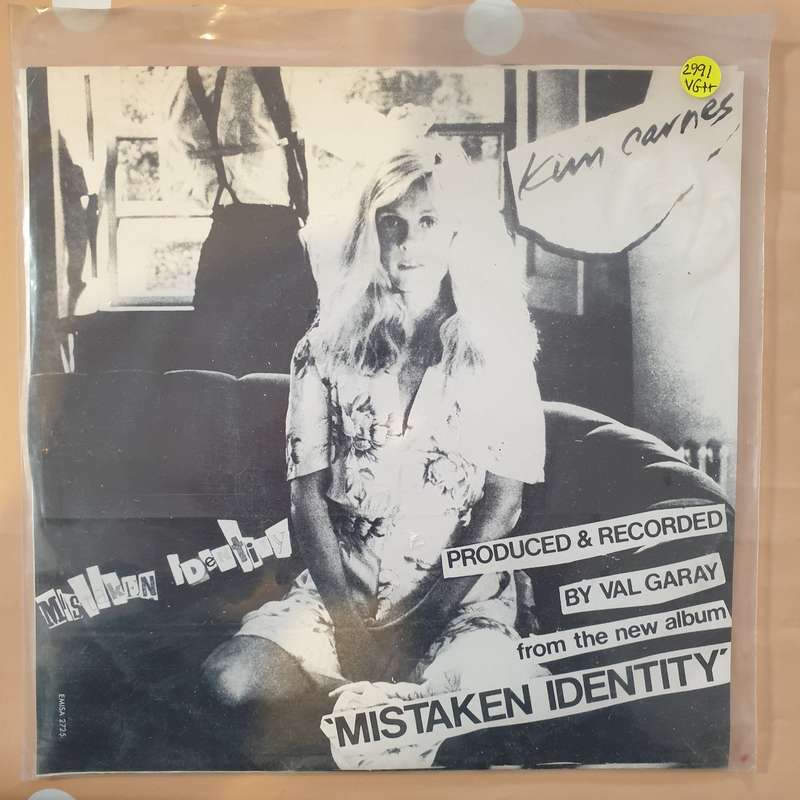 2991
VG++
Kim Carnes
MISTAKEN IDentity
PRODUCED & RECORDED
BY VAL GARAY
from the new album
'MISTAKEN IDENTITY'
EMISA 2725